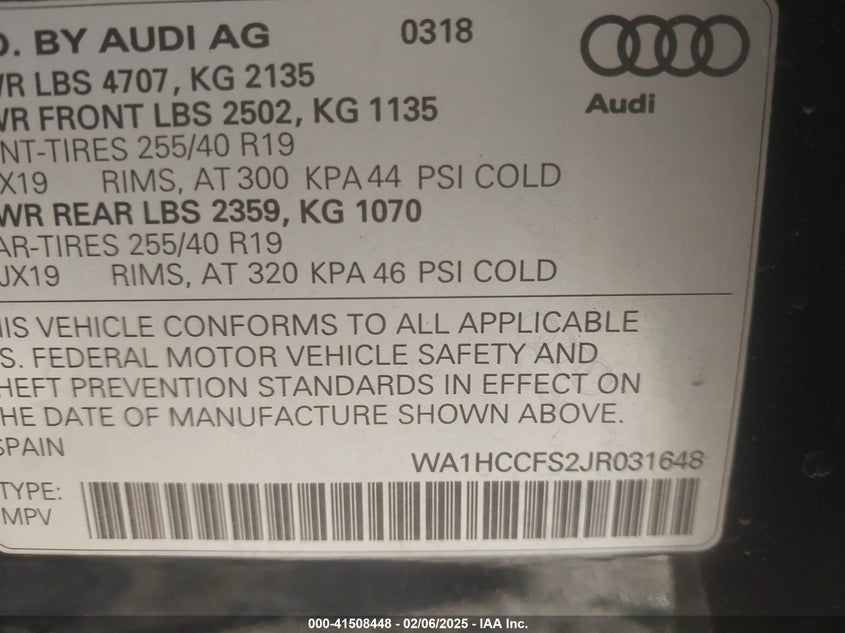 D. BY AUDI AG 0318
WR LBS 4707, KG 2135
Audi
WR FRONT LBS 2502, KG 1135
NT-TIRES 255/40 R19
X19 RIMS, AT 300 KPA 44 PSI COLD
WR REAR LBS 2359, KG 1070
AR-TIRES 255/40 R19
JX19 RIMS, AT 320 KPA 46 PSI COLD
IS VEHICLE CONFORMS TO ALL APPLICABLE
S. FEDERAL MOTOR VEHICLE SAFETY AND
HEFT PREVENTION STANDARDS IN EFFECT ON
HE DATE OF MANUFACTURE SHOWN ABOVE.
SPAIN
WA1HCCFS2JR031648
TYPE:
MPV
000-41508448 - 02/06/2025 - IAA Inc.